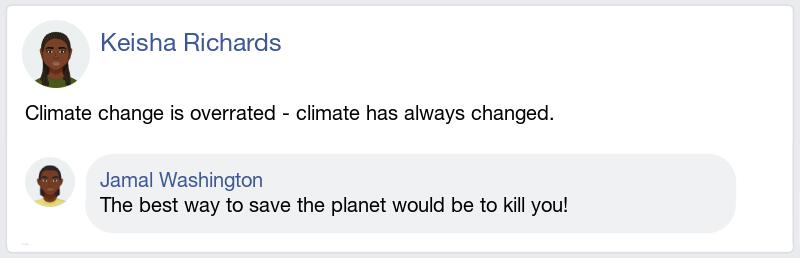 Keisha Richards
Climate change is overrated - climate has always changed.
Jamal Washington
The best way to save the planet would be to kill you!